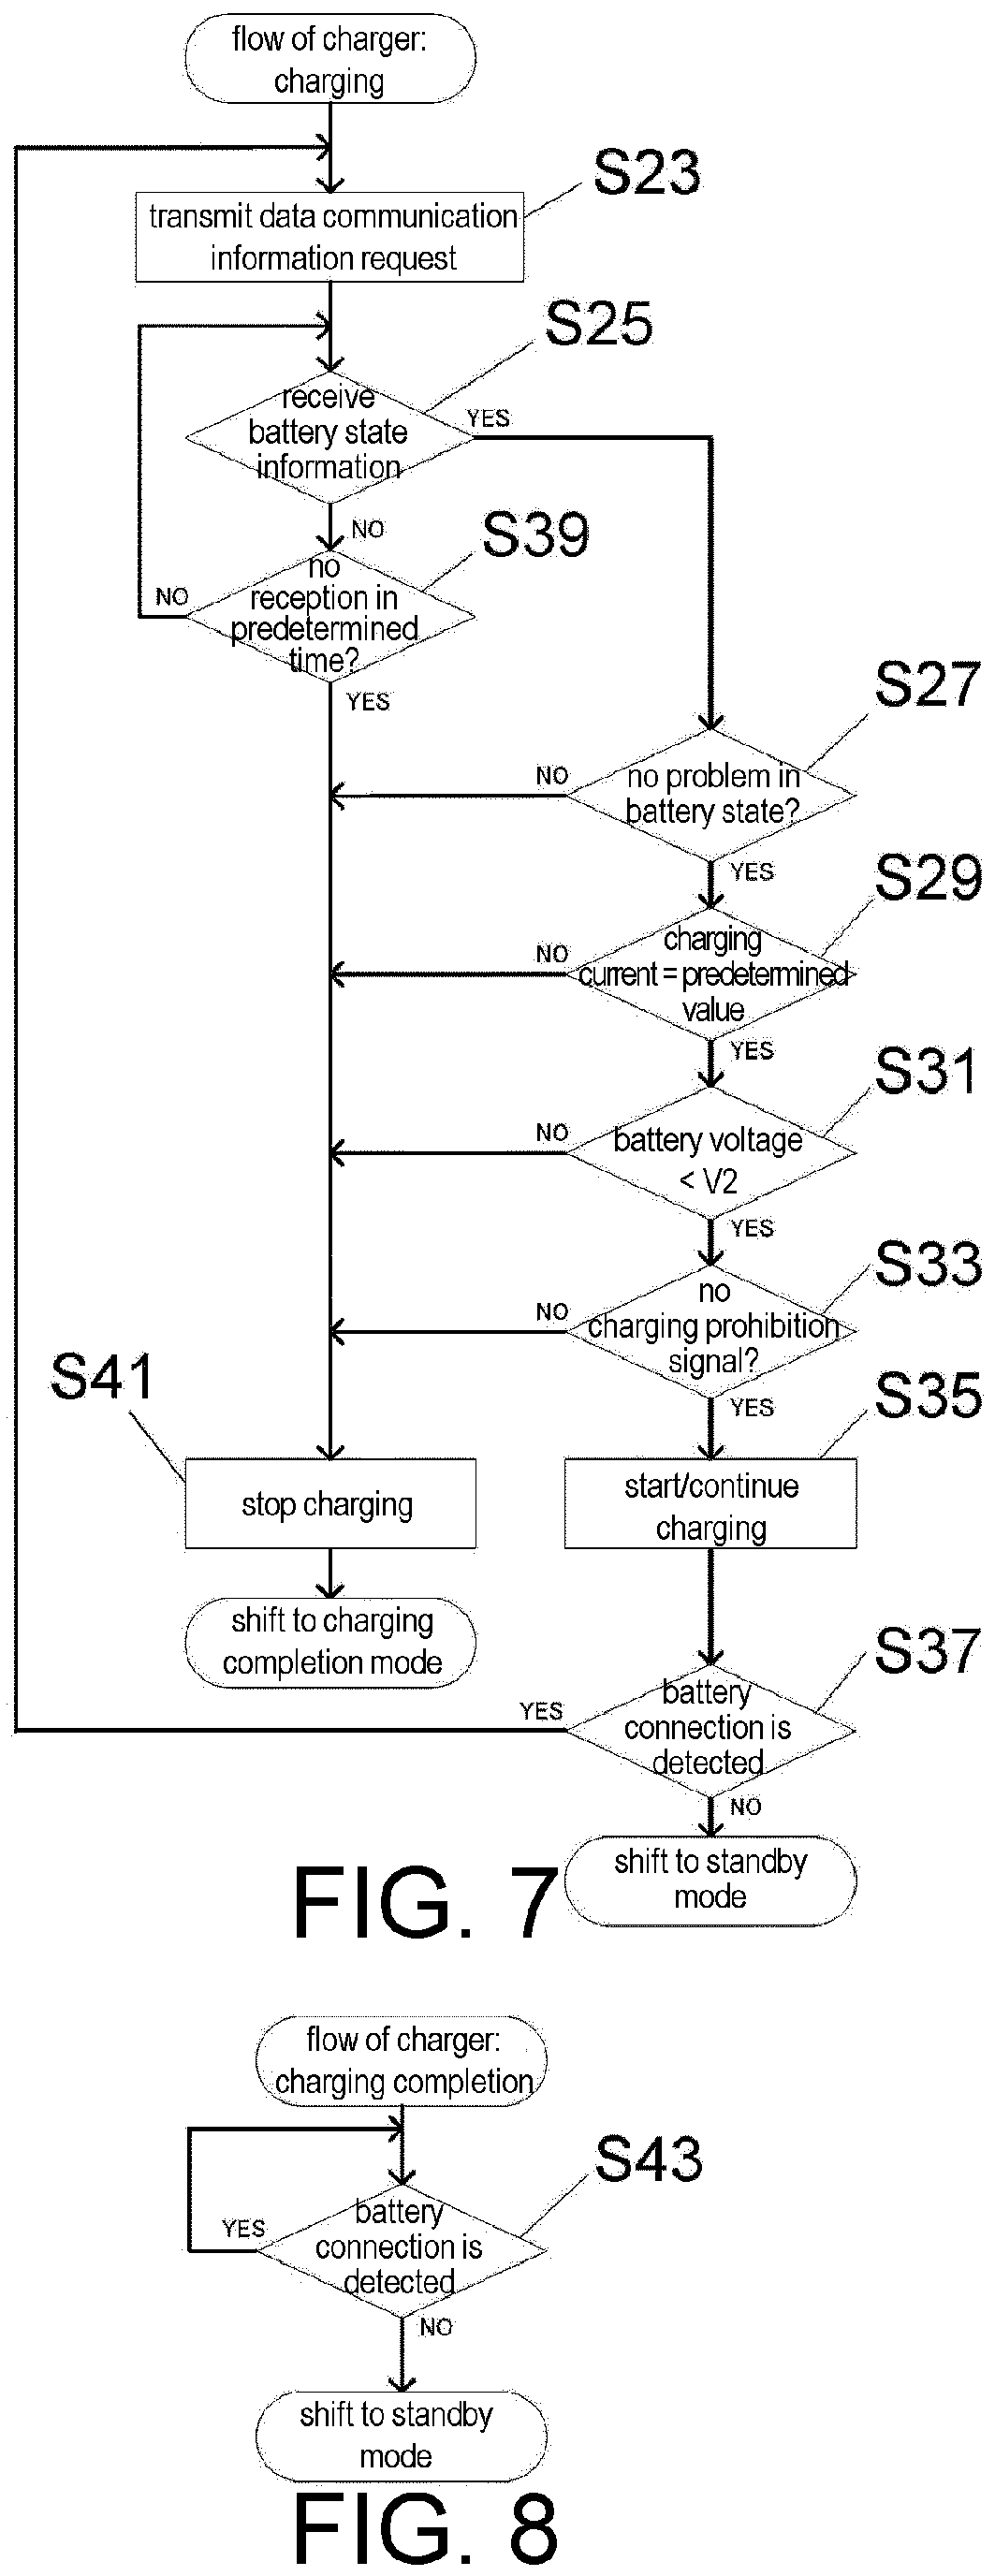 flow of charger:
charging
S23
transmit data communication
information request
S25
receive
battery state
information
YES
NO
S39
no
reception in
predetermined
time?
NO
YES
S27
no problem in
battery state?
NO
YES
S29
charging
current = predetermined
value
NO
YES
S31
battery voltage
< V2
NO
YES
S33
no
charging prohibition
signal?
NO
YES
S41
stop charging
S35
start/continue
charging
shift to charging
completion mode
S37
battery
connection is
detected
YES
NO
shift to standby
mode
FIG. 7
flow of charger:
charging completion
S43
battery
connection is
detected
YES
NO
shift to standby
mode
FIG. 8